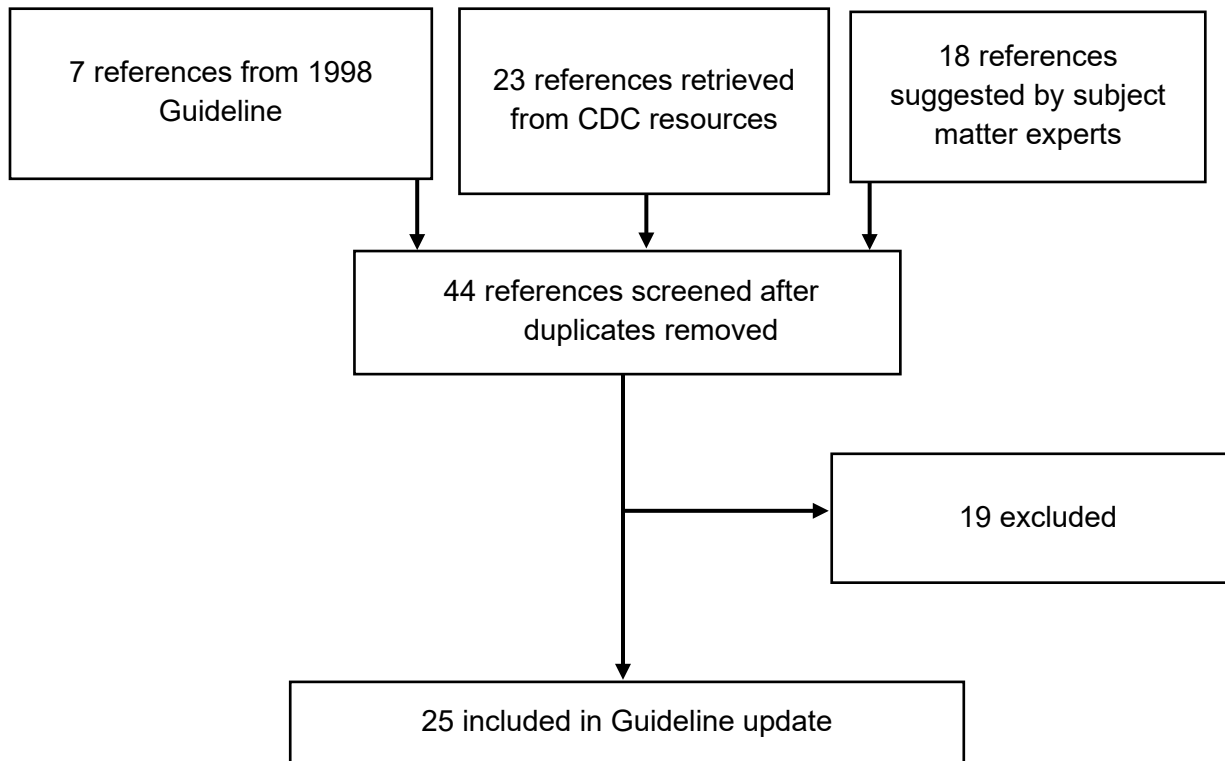 7 references from 1998
Guideline
23 references retrieved
from CDC resources
18 references
suggested by subject
matter experts
44 references screened after
duplicates removed
19 excluded
25 included in Guideline update